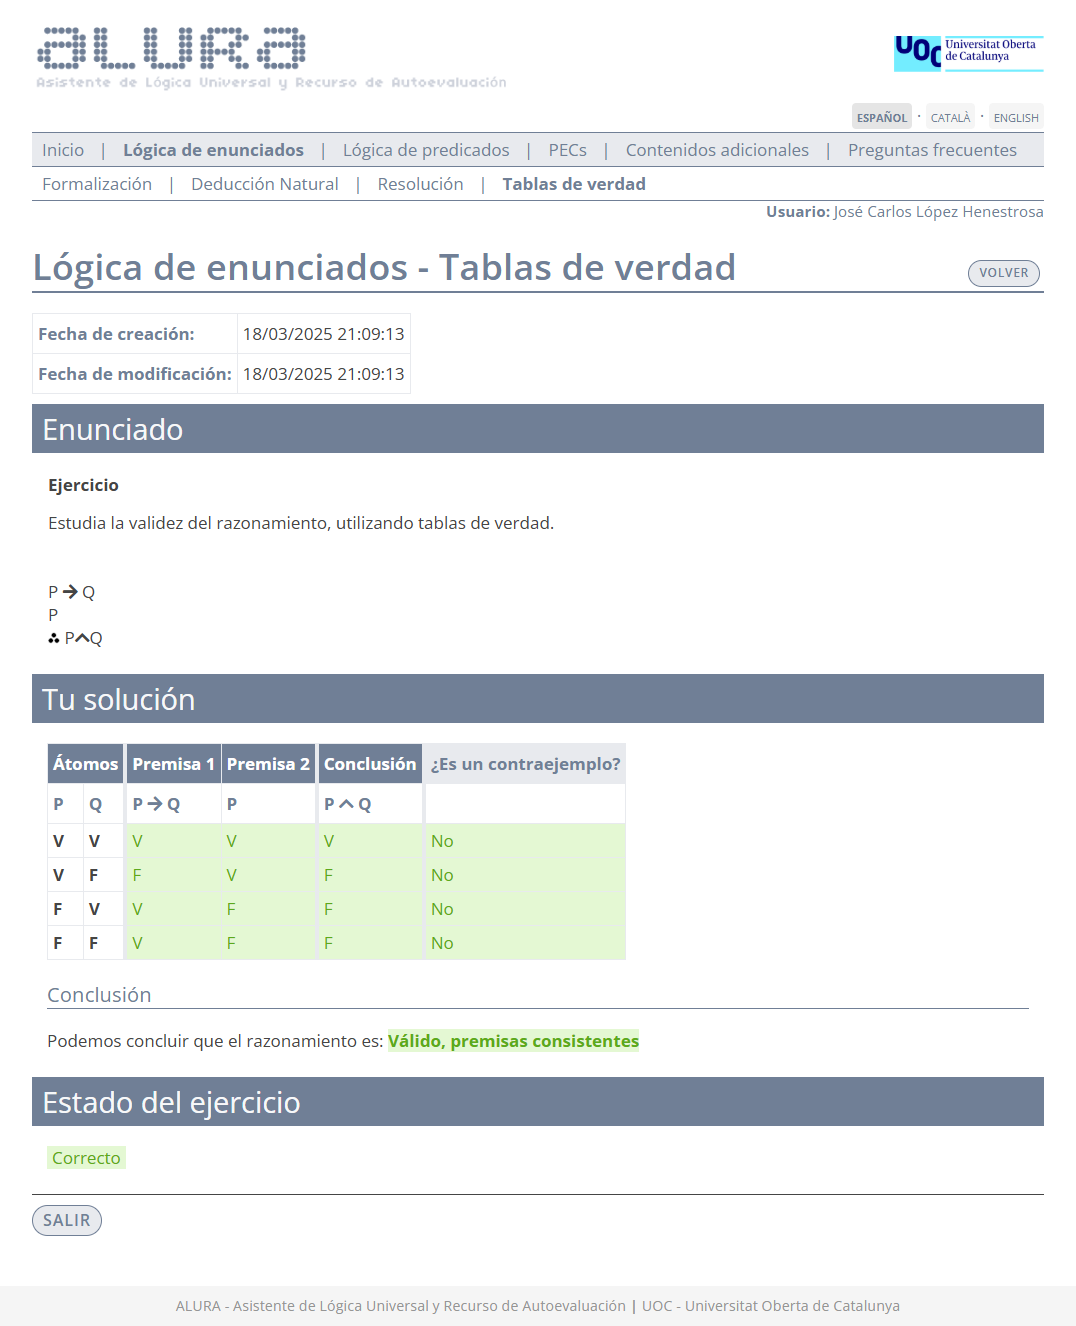 aLURa
Asistente de Lógica Universal y Recurso de Autoevaluación
UOC Universitat Oberta de Catalunya
ESPAÑOL · CATALÀ · ENGLISH
Inicio | Lógica de enunciados | Lógica de predicados | PECs | Contenidos adicionales | Preguntas frecuentes
Formalización | Deducción Natural | Resolución | Tablas de verdad
Usuario: José Carlos López Henestrosa
Lógica de enunciados - Tablas de verdad
VOLVER
Fecha de creación: 18/03/2025 21:09:13
Fecha de modificación: 18/03/2025 21:09:13
Enunciado
Ejercicio
Estudia la validez del razonamiento, utilizando tablas de verdad.
P → Q
P
∴ P∧Q
Tu solución
Átomos Premisa 1 Premisa 2 Conclusión ¿Es un contraejemplo?
P Q P → Q P P ∧ Q
V V V V V No
V F F V F No
F V V F F No
F F V F F No
Conclusión
Podemos concluir que el razonamiento es: Válido, premisas consistentes
Estado del ejercicio
Correcto
SALIR
ALURA - Asistente de Lógica Universal y Recurso de Autoevaluación | UOC - Universitat Oberta de Catalunya